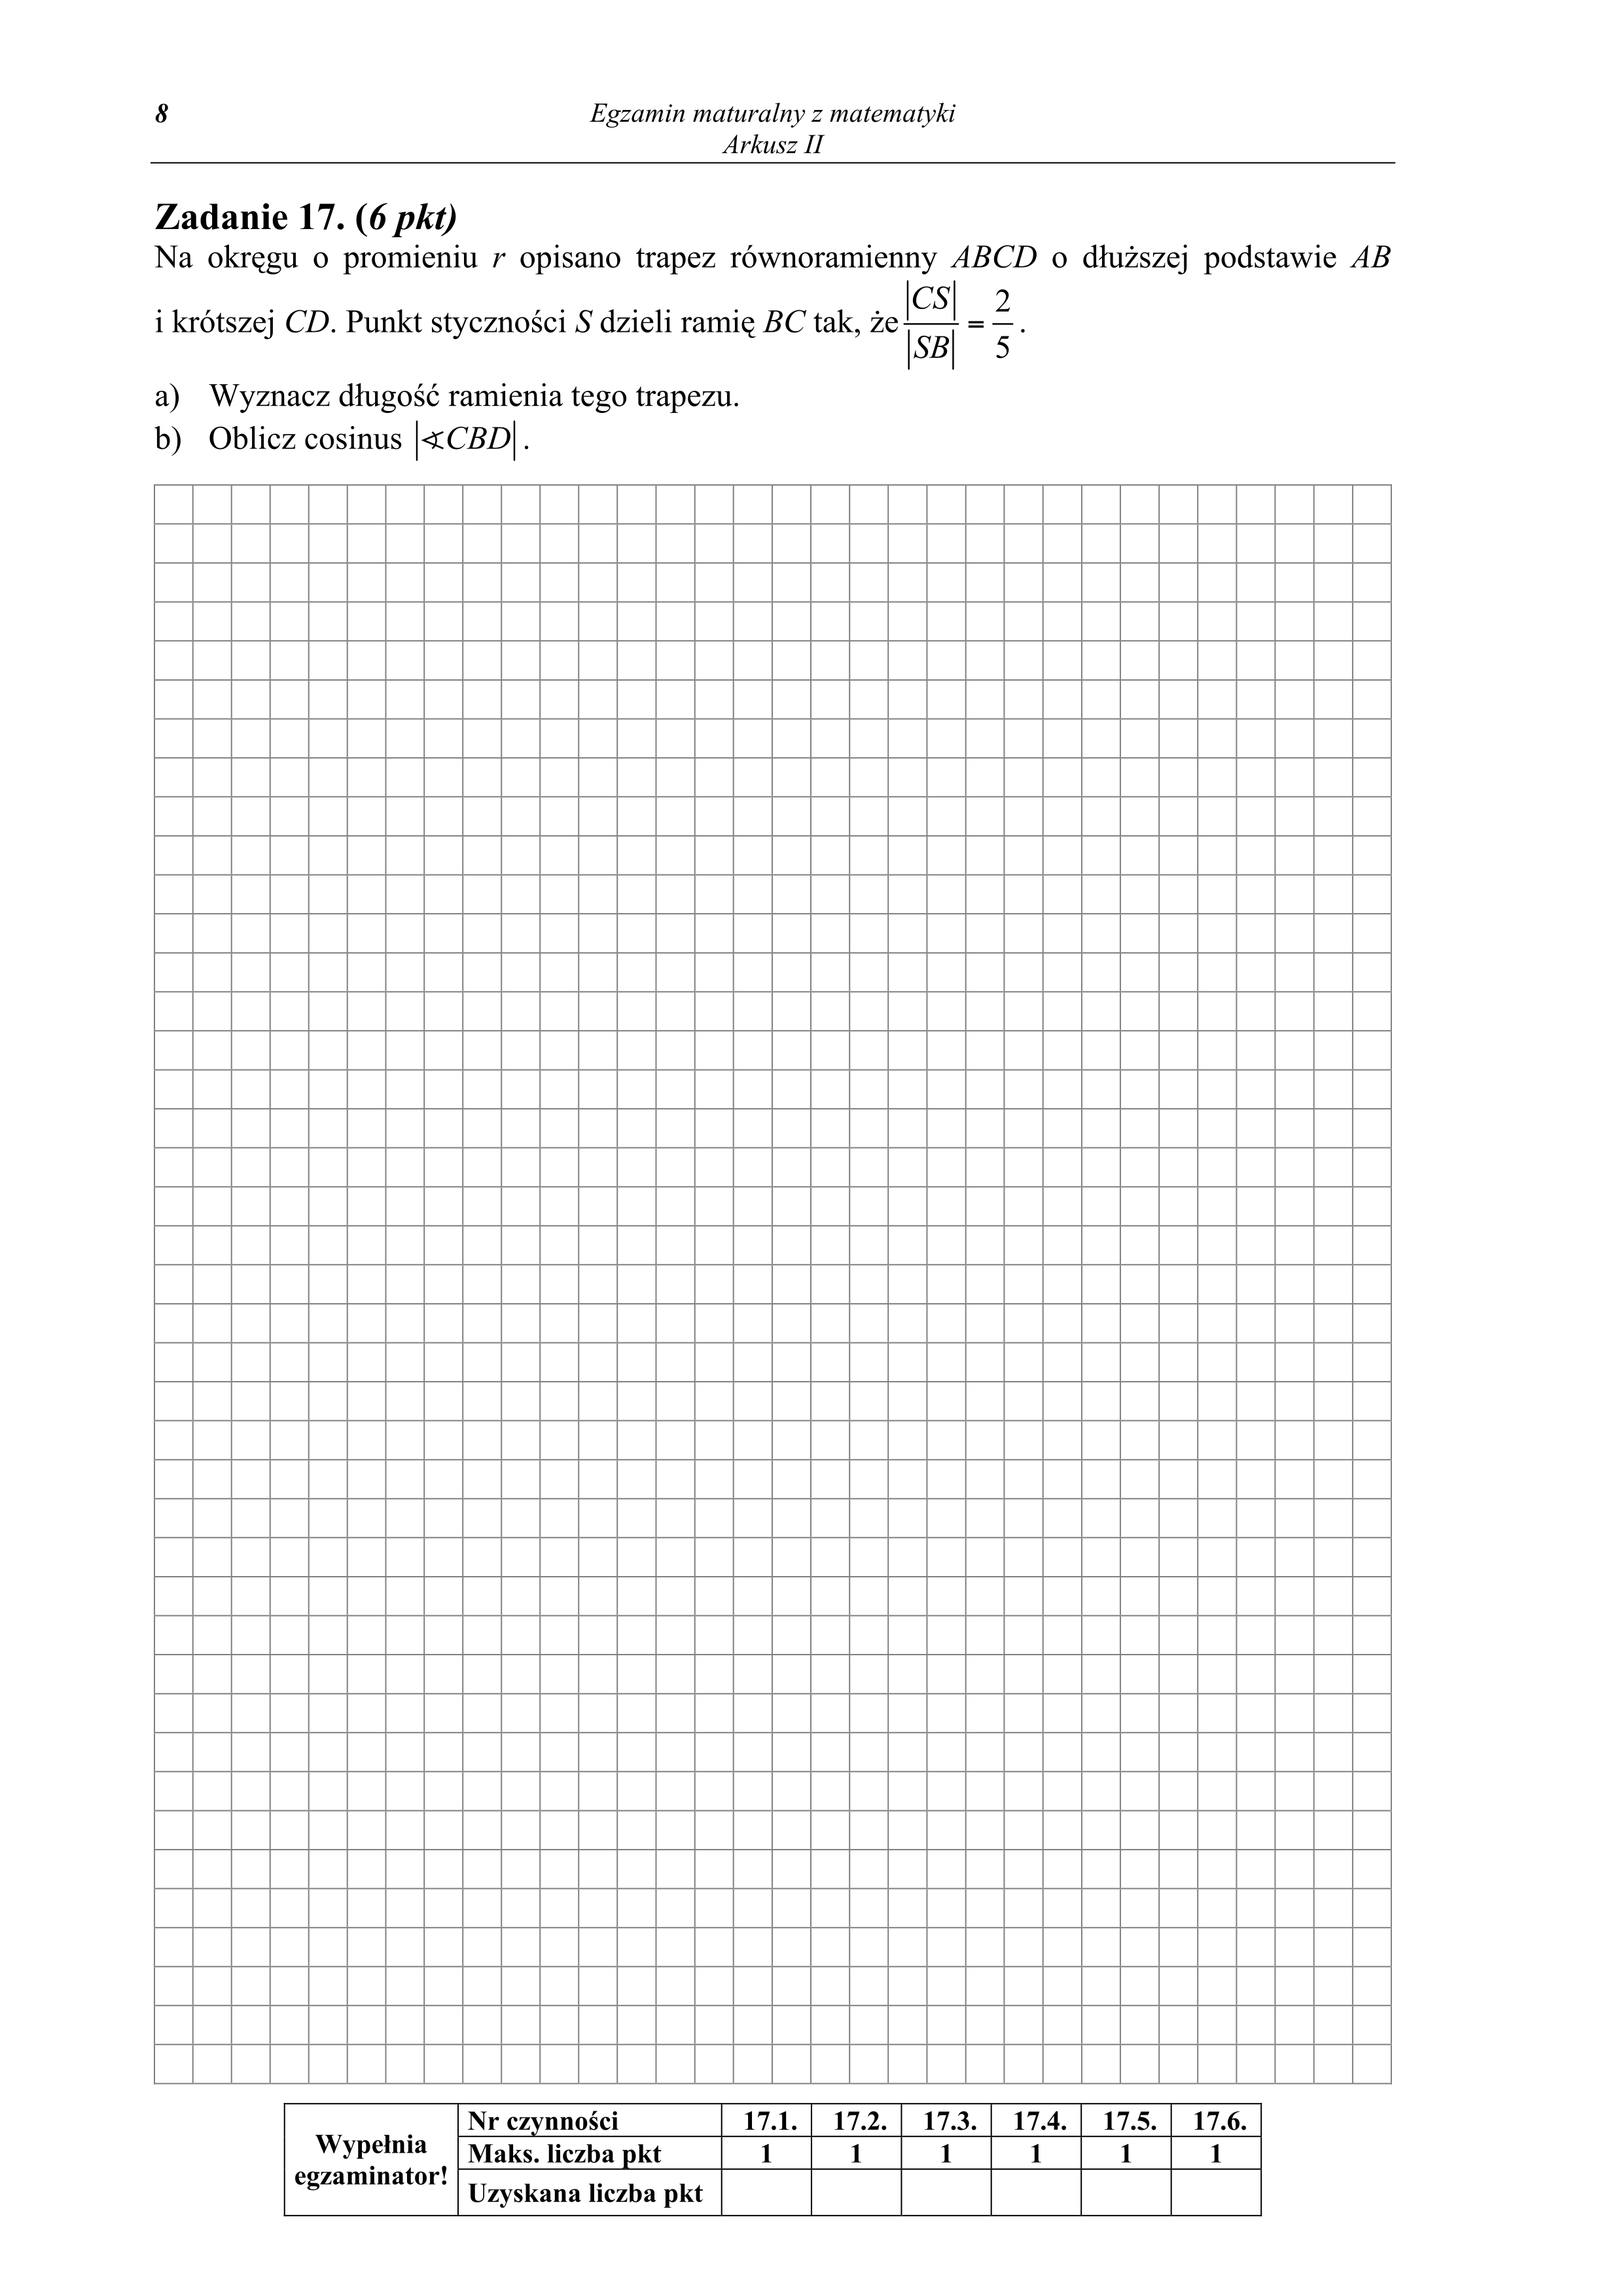 8
Egzamin maturalny z matematyki
Arkusz II
Zadanie 17. (6 pkt)
Na okręgu o promieniu r opisano trapez równoramienny ABCD o dłuższej podstawie AB
i krótszej CD. Punkt styczności S dzieli ramię BC tak, że |CS|/|SB| = 2/5 .
a) Wyznacz długość ramienia tego trapezu.
b) Oblicz cosinus |∢CBD| .
Wypełnia egzaminator!
Nr czynności 17.1. 17.2. 17.3. 17.4. 17.5. 17.6.
Maks. liczba pkt 1 1 1 1 1 1
Uzyskana liczba pkt